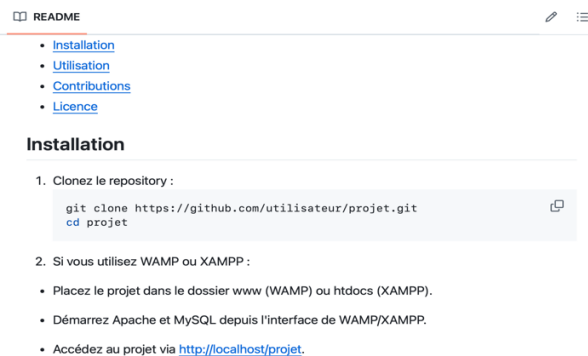 README
Installation
Utilisation
Contributions
Licence
Installation
1. Clonez le repository :
git clone https://github.com/utilisateur/projet.git
cd projet
2. Si vous utilisez WAMP ou XAMPP :
• Placez le projet dans le dossier www (WAMP) ou htdocs (XAMPP).
• Démarrez Apache et MySQL depuis l'interface de WAMP/XAMPP.
• Accédez au projet via http://localhost/projet.